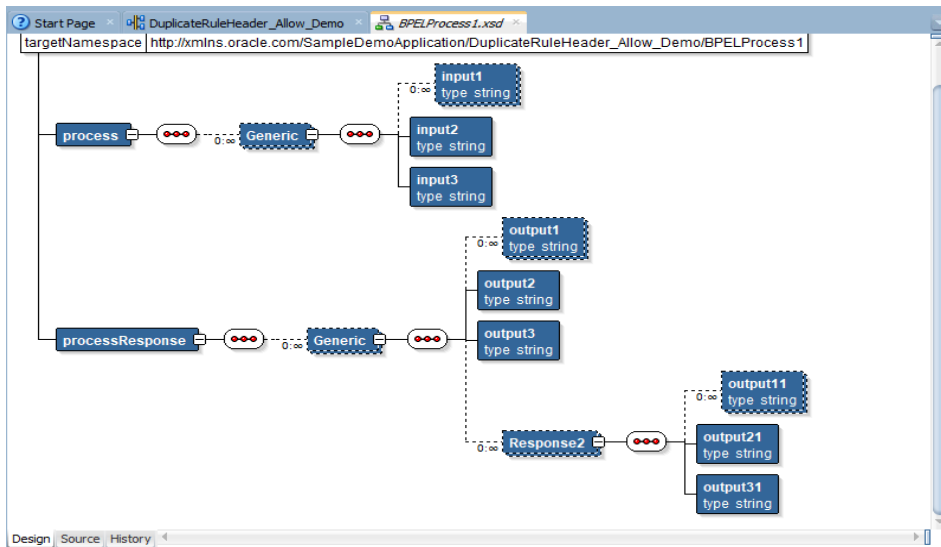 Start Page
DuplicateRuleHeader_Allow_Demo
BPELProcess1.xsd
targetNamespace http://xmlns.oracle.com/SampleDemoApplication/DuplicateRuleHeader_Allow_Demo/BPELProcess1
input1
type string
0:∞
process
0:∞
Generic
input2
type string
input3
type string
output1
type string
0:∞
output2
type string
output3
type string
processResponse
0:∞
Generic
output11
type string
0:∞
Response2
0:∞
output21
type string
output31
type string
Design Source History